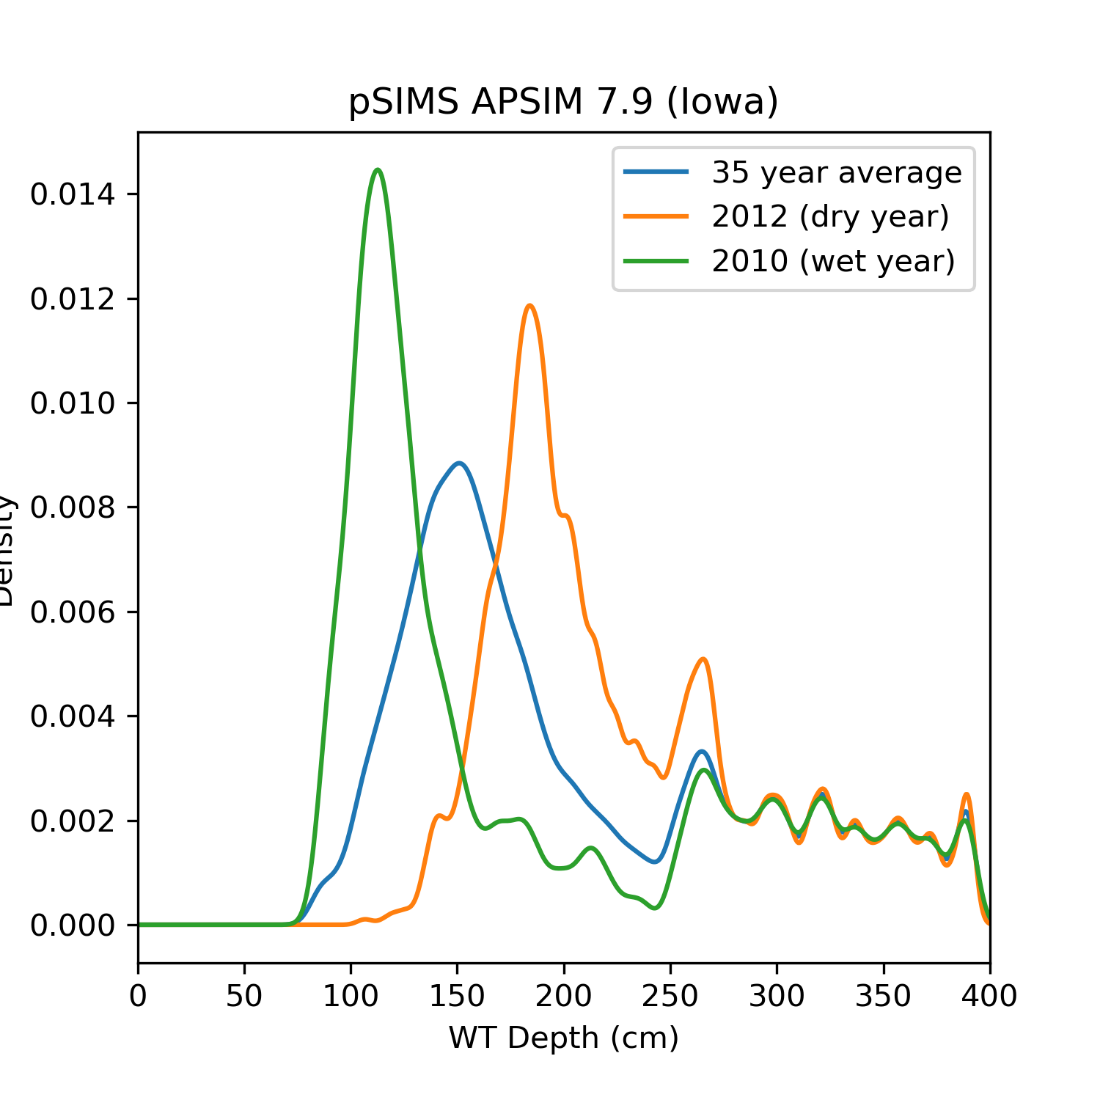 pSIMS APSIM 7.9 (Iowa)
35 year average
2012 (dry year)
2010 (wet year)
0.014
0.012
0.010
0.008
0.006
0.004
0.002
0.000
Density
0 50 100 150 200 250 300 350 400
WT Depth (cm)